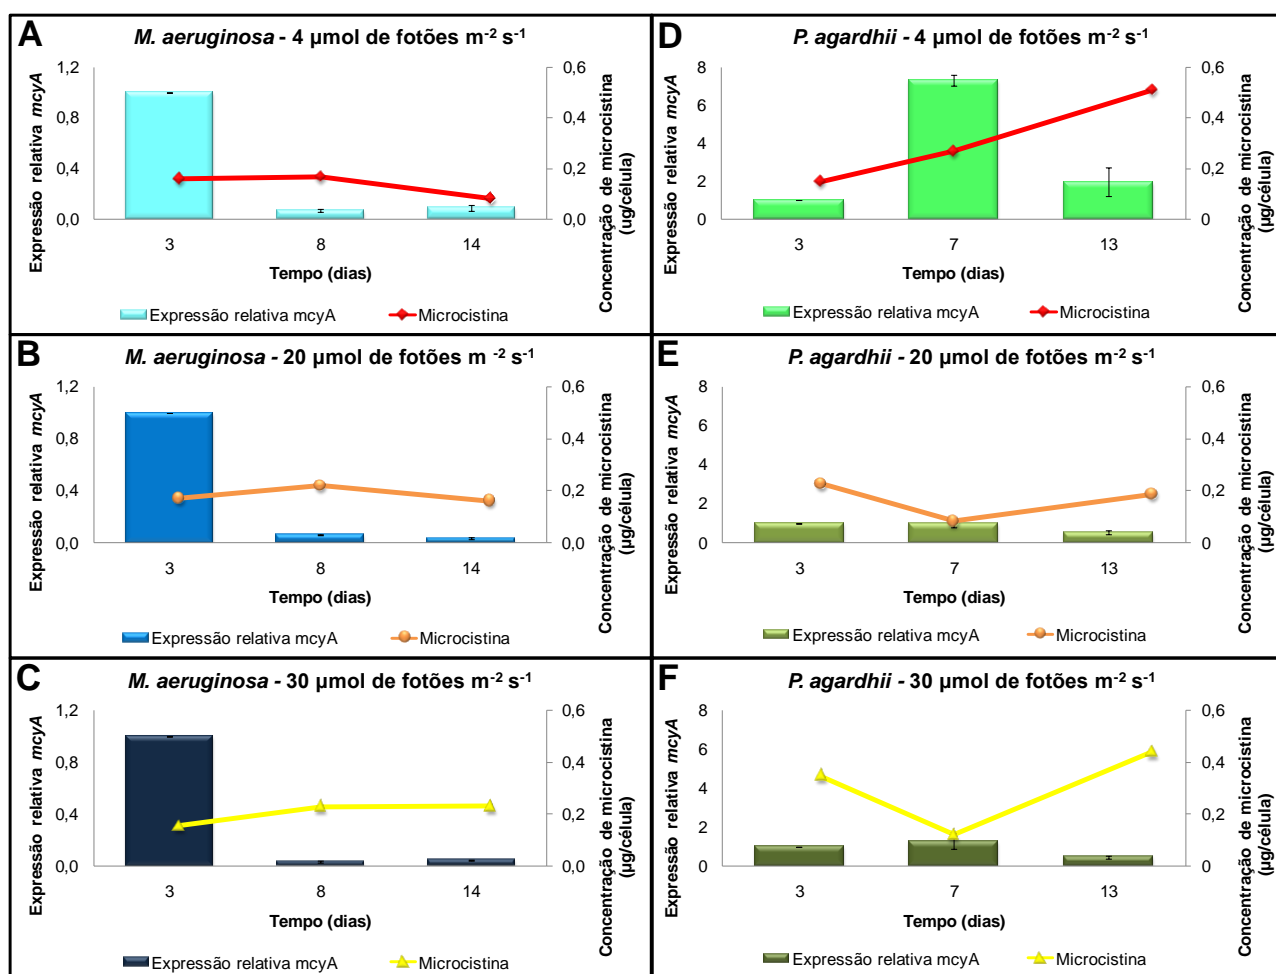 A
M. aeruginosa - 4 µmol de fotões m-2 s-1
Expressão relativa mcyA
1,2
0,8
0,4
0,0
0,6
0,4
0,2
0,0
Concentração de microcistina
(ug/célula)
3 8 14
Tempo (dias)
Expressão relativa mcyA Microcistina
D
P. agardhii - 4 µmol de fotões m-2 s-1
Expressão relativa mcyA
8
6
4
2
0
0,6
0,4
0,2
0
Concentração de microcistina
(µg/célula)
3 7 13
Tempo (dias)
Expressão relativa mcyA Microcistina
B
M. aeruginosa - 20 µmol de fotões m -2 s-1
Expressão relativa mcyA
1,2
0,8
0,4
0,0
0,6
0,4
0,2
0,0
Concentração de microcistina
(µg/célula)
3 8 14
Tempo (dias)
Expressão relativa mcyA Microcistina
E
P. agardhii - 20 µmol de fotões m-2 s-1
Expressão relativa mcyA
8
6
4
2
0
0,6
0,4
0,2
0
Concentração de microcistina
(µg/célula)
3 7 13
Tempo (dias)
Expressão relativa mcyA Microcistina
C
M. aeruginosa - 30 µmol de fotões m-2 s-1
Expressão relativa mcyA
1,2
0,8
0,4
0,0
0,6
0,4
0,2
0,0
Concentração de microcistina
(µg/célula)
3 8 14
Tempo (dias)
Expressão relativa mcyA Microcistina
F
P. agardhii - 30 µmol de fotões m-2 s-1
Expressão relativa mcyA
8
6
4
2
0
0,6
0,4
0,2
0
Concentração de microcistina
(µg/célula)
3 7 13
Tempo (dias)
Expressão relativa mcyA Microcistina